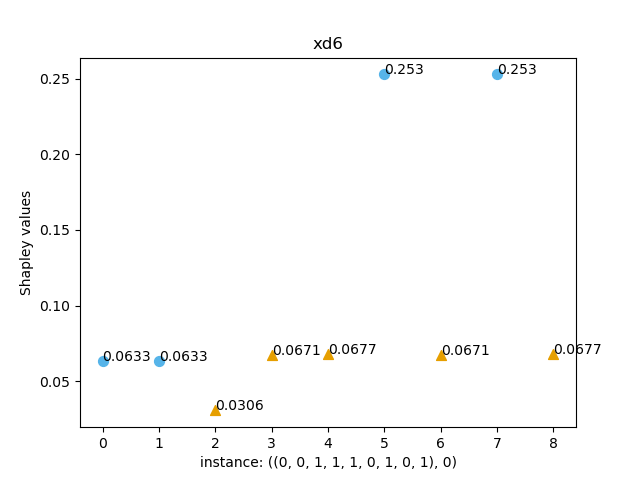 xd6
Shapley values
0.25
0.20
0.15
0.10
0.05
0.253 0.253
0.0633 0.0633 0.0306 0.0671 0.0677 0.0671 0.0677
0 1 2 3 4 5 6 7 8
instance: ((0, 0, 1, 1, 1, 0, 1, 0, 1), 0)